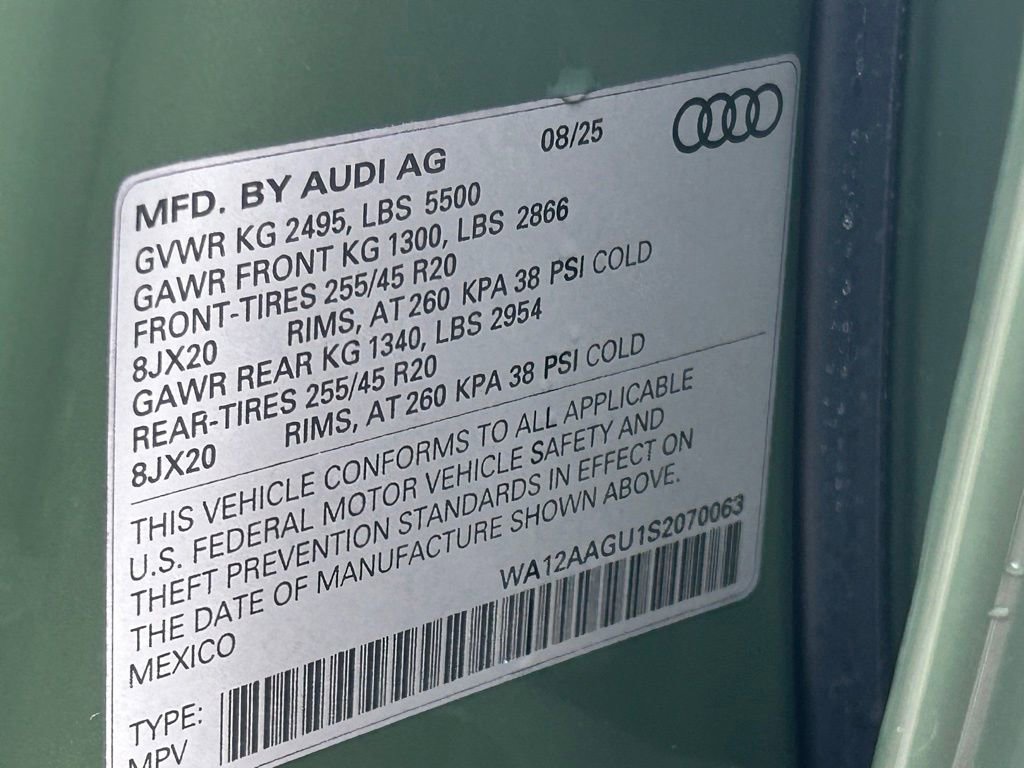 08/25
MFD. BY AUDI AG
GVWR KG 2495, LBS 5500
GAWR FRONT KG 1300, LBS 2866
FRONT-TIRES 255/45 R20
8JX20 RIMS, AT 260 KPA 38 PSI COLD
GAWR REAR KG 1340, LBS 2954
REAR-TIRES 255/45 R20
8JX20 RIMS, AT 260 KPA 38 PSI COLD
THIS VEHICLE CONFORMS TO ALL APPLICABLE
U.S. FEDERAL MOTOR VEHICLE SAFETY AND
THEFT PREVENTION STANDARDS IN EFFECT ON
THE DATE OF MANUFACTURE SHOWN ABOVE.
MEXICO
WA12AAGU1S2070063
TYPE:
MPV